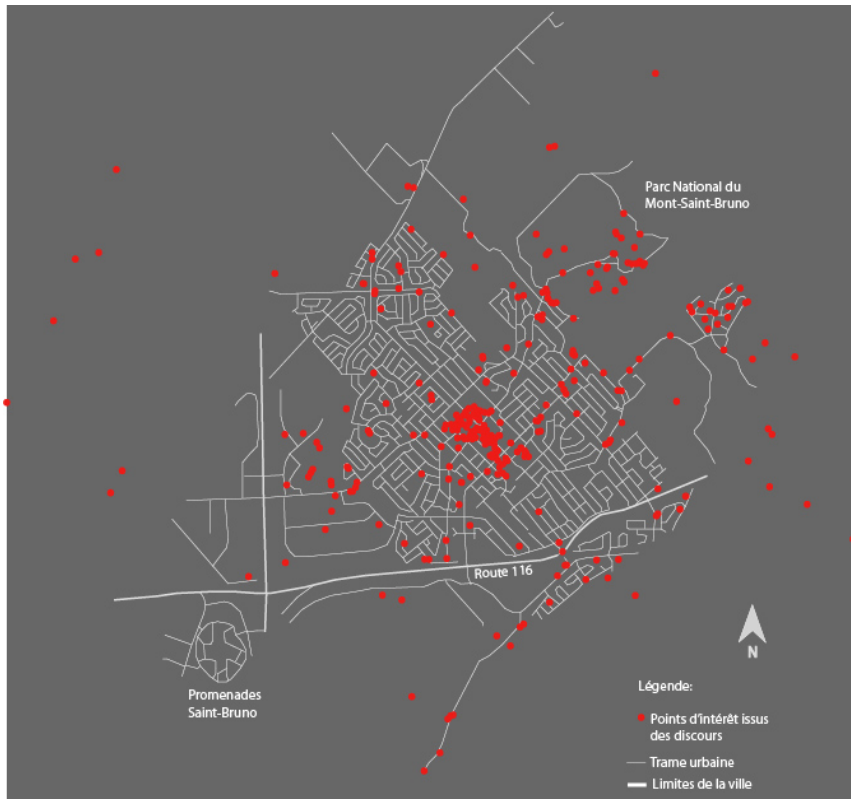 Parc National du
Mont-Saint-Bruno
Route 116
N
Promenades
Saint-Bruno
Légende:
Points d'intérêt issus
des discours
Trame urbaine
Limites de la ville